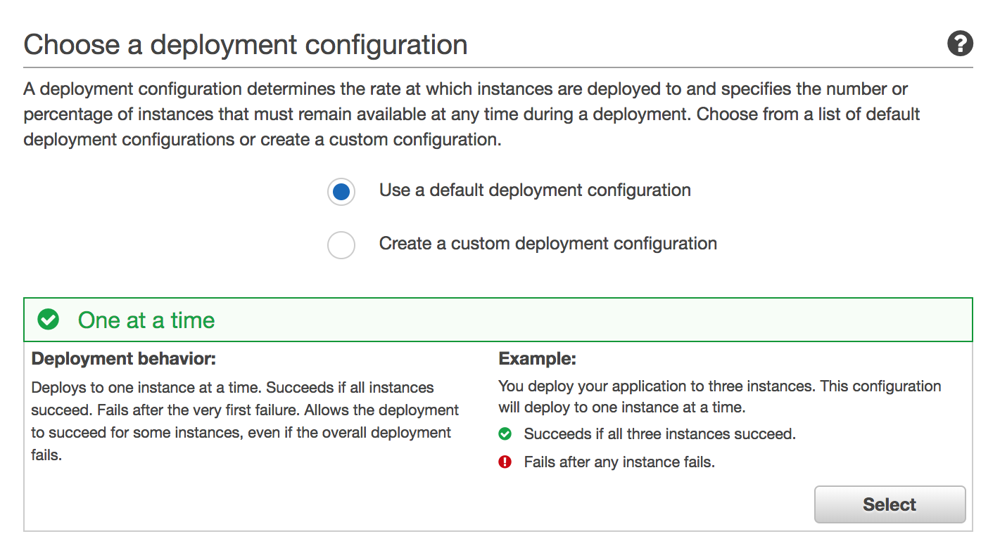 Choose a deployment configuration
?
A deployment configuration determines the rate at which instances are deployed to and specifies the number or
percentage of instances that must remain available at any time during a deployment. Choose from a list of default
deployment configurations or create a custom configuration.
Use a default deployment configuration
Create a custom deployment configuration
One at a time
Deployment behavior:
Deploys to one instance at a time. Succeeds if all instances
succeed. Fails after the very first failure. Allows the deployment
to succeed for some instances, even if the overall deployment
fails.
Example:
You deploy your application to three instances. This configuration
will deploy to one instance at a time.
Succeeds if all three instances succeed.
Fails after any instance fails.
Select